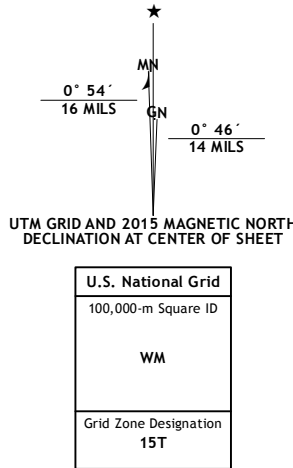 MN
0° 54´
16 MILS
GN
0° 46´
14 MILS
UTM GRID AND 2015 MAGNETIC NORTH
DECLINATION AT CENTER OF SHEET
U.S. National Grid
100,000-m Square ID
WM
Grid Zone Designation
15T